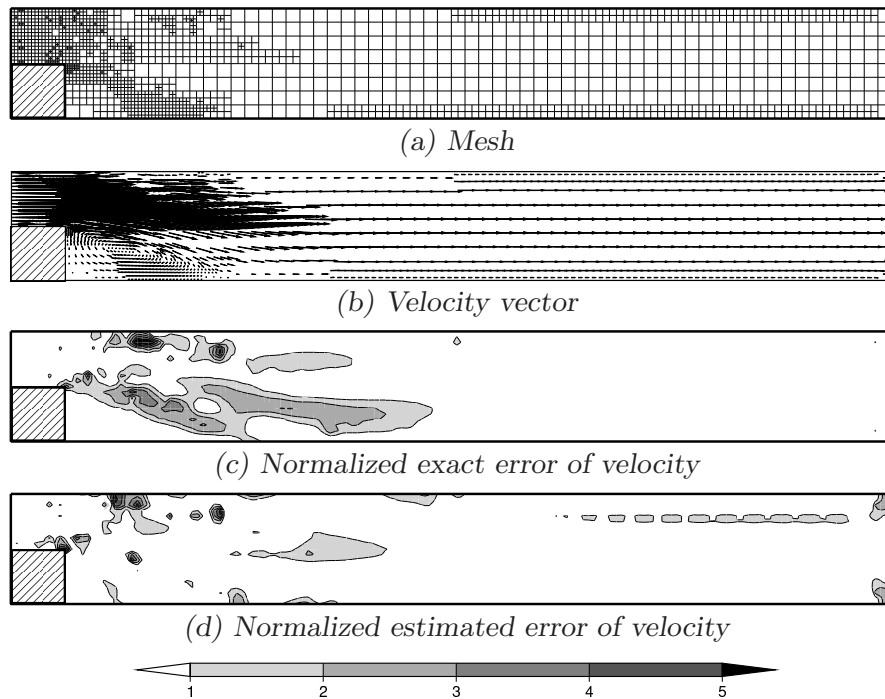 (a) Mesh
(b) Velocity vector
(c) Normalized exact error of velocity
(d) Normalized estimated error of velocity
1 2 3 4 5